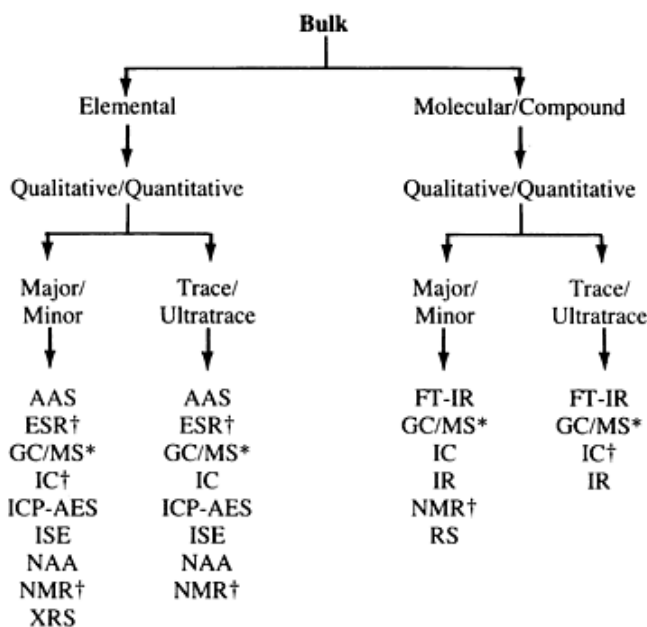 Bulk
Elemental
Molecular/Compound
Qualitative/Quantitative
Qualitative/Quantitative
Major/
Minor
Trace/
Ultratrace
Major/
Minor
Trace/
Ultratrace
AAS
ESR†
GC/MS*
IC†
ICP-AES
ISE
NAA
NMR†
XRS
AAS
ESR†
GC/MS*
IC
ICP-AES
ISE
NAA
NMR†
FT-IR
GC/MS*
IC
IR
NMR†
RS
FT-IR
GC/MS*
IC†
IR